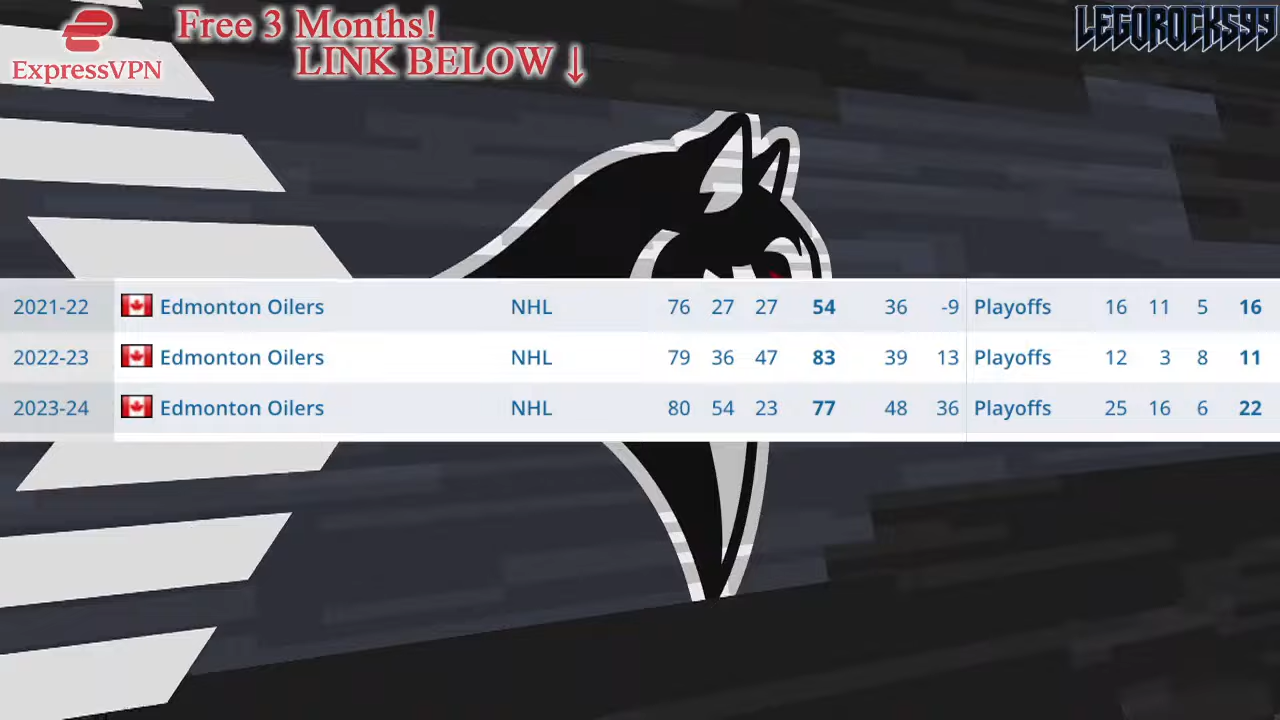 Free 3 Months!
LINK BELOW ↓
ExpressVPN
LEGOROCKS99
2021-22 Edmonton Oilers NHL 76 27 27 54 36 -9 Playoffs 16 11 5 16
2022-23 Edmonton Oilers NHL 79 36 47 83 39 13 Playoffs 12 3 8 11
2023-24 Edmonton Oilers NHL 80 54 23 77 48 36 Playoffs 25 16 6 22